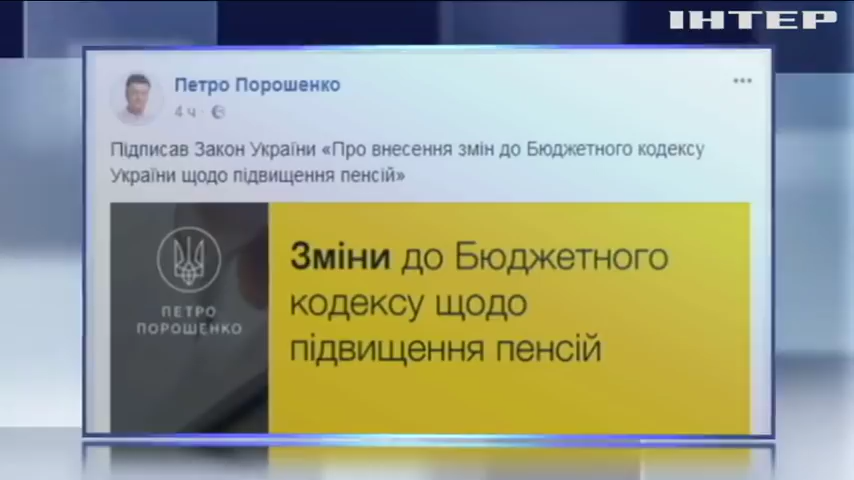 ІНТЕР
Петро Порошенко
4 ч ·
Підписав Закон України «Про внесення змін до Бюджетного кодексу
України щодо підвищення пенсій»
ПЕТРО
ПОРОШЕНКО
Зміни до Бюджетного
кодексу щодо
підвищення пенсій